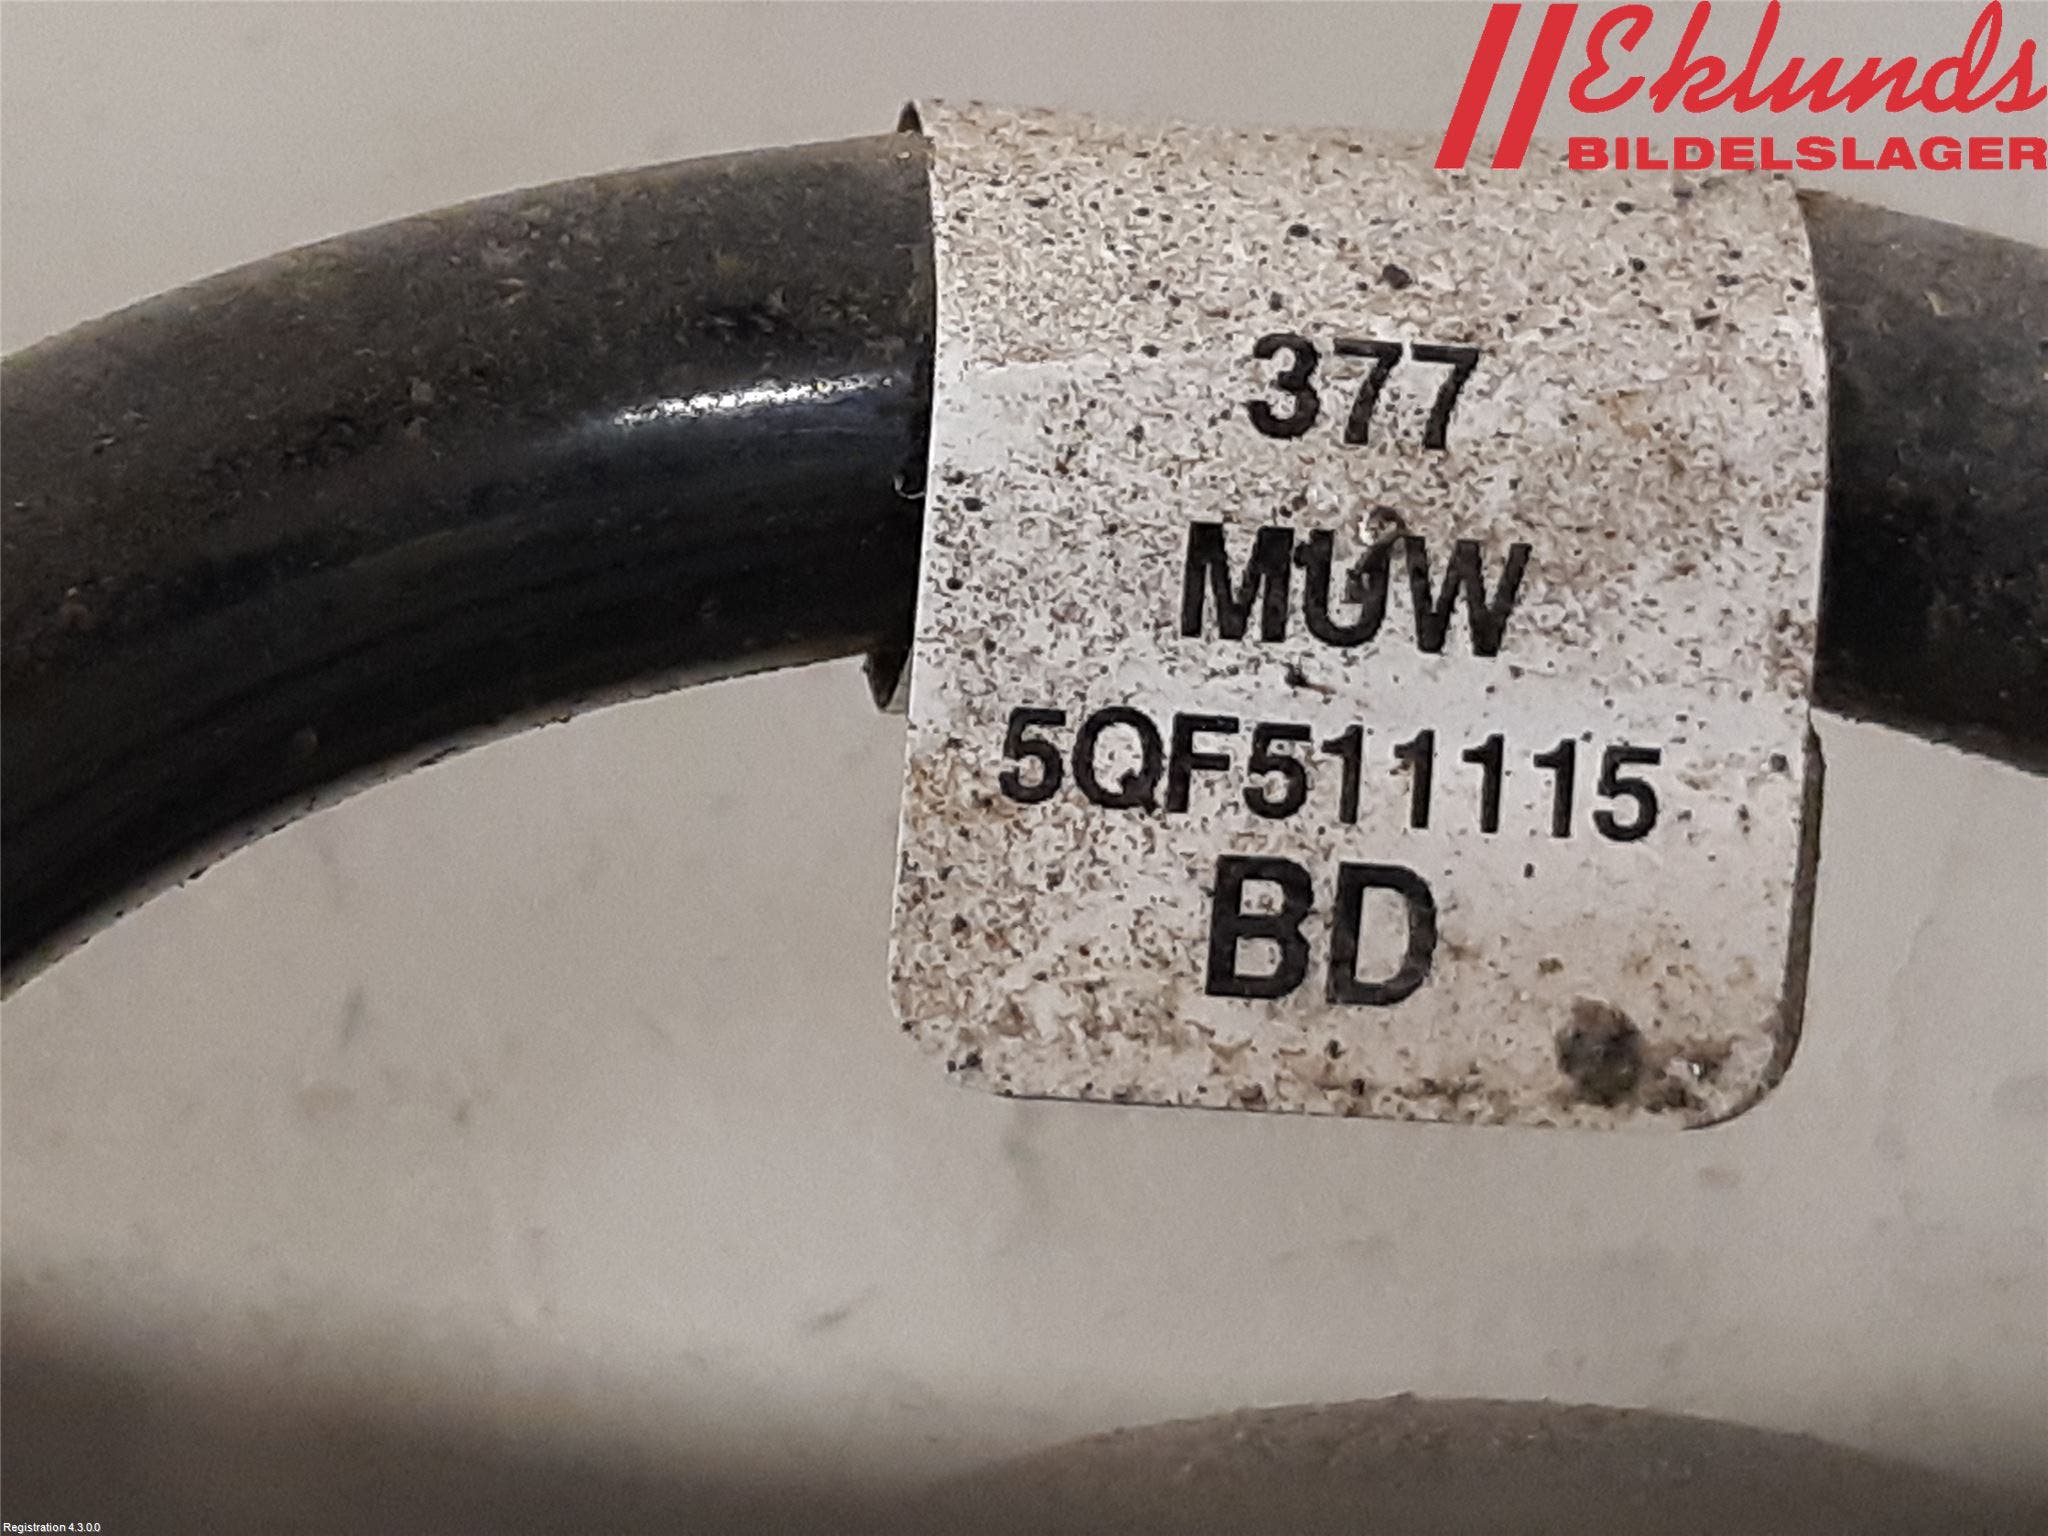 Eklunds
BILDELSLAGER
377
MUW
5QF511115
BD
Registration 4.3.0.0